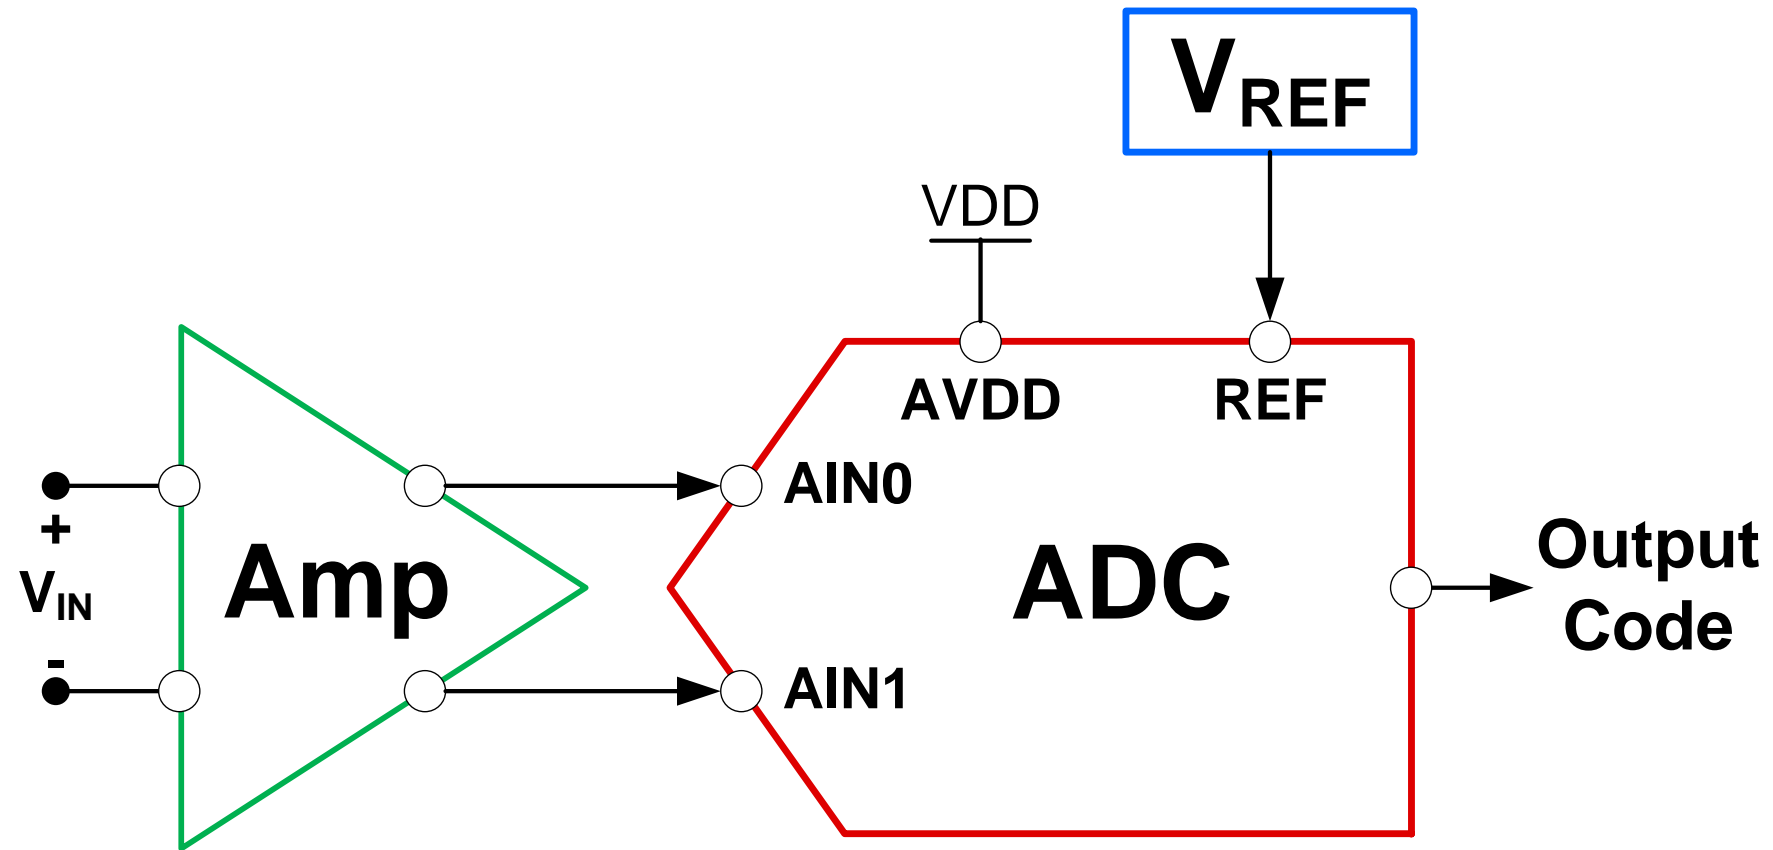 VREF
VDD
AVDD REF
AIN0
+
VIN
-
Amp
ADC
Output
Code
AIN1